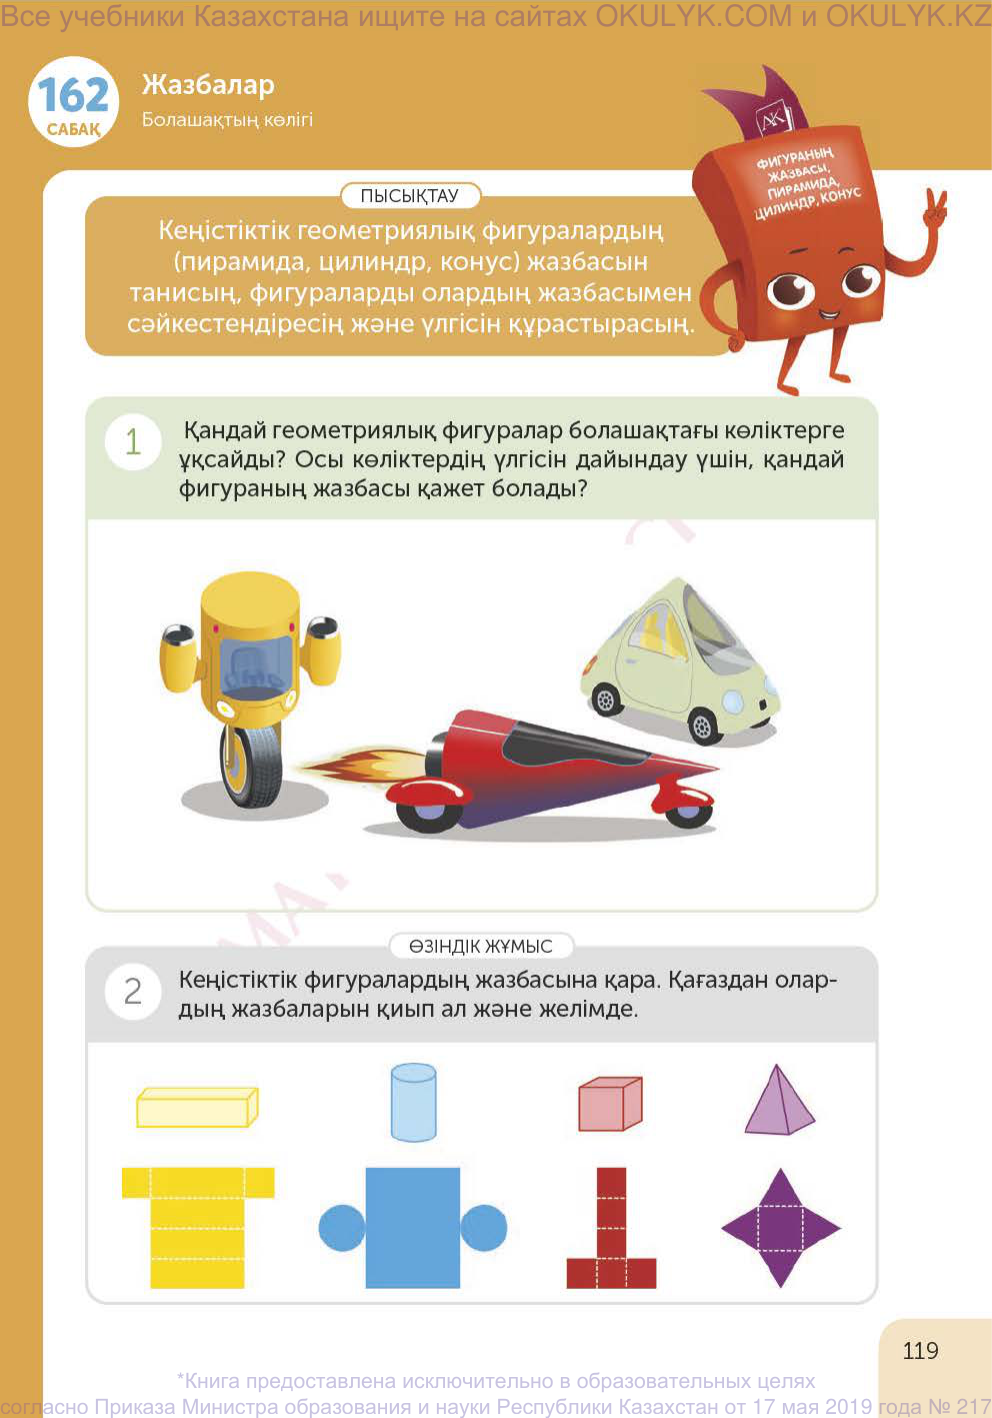 Все учебники Казахстана ищите на сайтах OKULYK.COM и OKULYK.KZ
162
САБАҚ
Жазбалар
Болашақтың көлігі
АК
ФИГУРАНЫҢ
ЖАЗБАСЫ,
ПИРАМИДА,
ЦИЛИНДР, КОНУС
ПЫСЫҚТАУ
Кеңістіктік геометриялық фигуралардың
(пирамида, цилиндр, конус) жазбасын
танисың, фигураларды олардың жазбасымен
сәйкестендіресің және үлгісін құрастырасың.
1
Қандай геометриялық фигуралар болашақтағы көліктерге
ұқсайды? Осы көліктердің үлгісін дайындау үшін, қандай
фигураның жазбасы қажет болады?
ӨЗІНДІК ЖҰМЫС
2
Кеңістіктік фигуралардың жазбасына қара. Қағаздан олар-
дың жазбаларын қиып ал және желімде.
119
*Книга предоставлена исключительно в образовательных целях
согласно Приказа Министра образования и науки Республики Казахстан от 17 мая 2019 года № 217